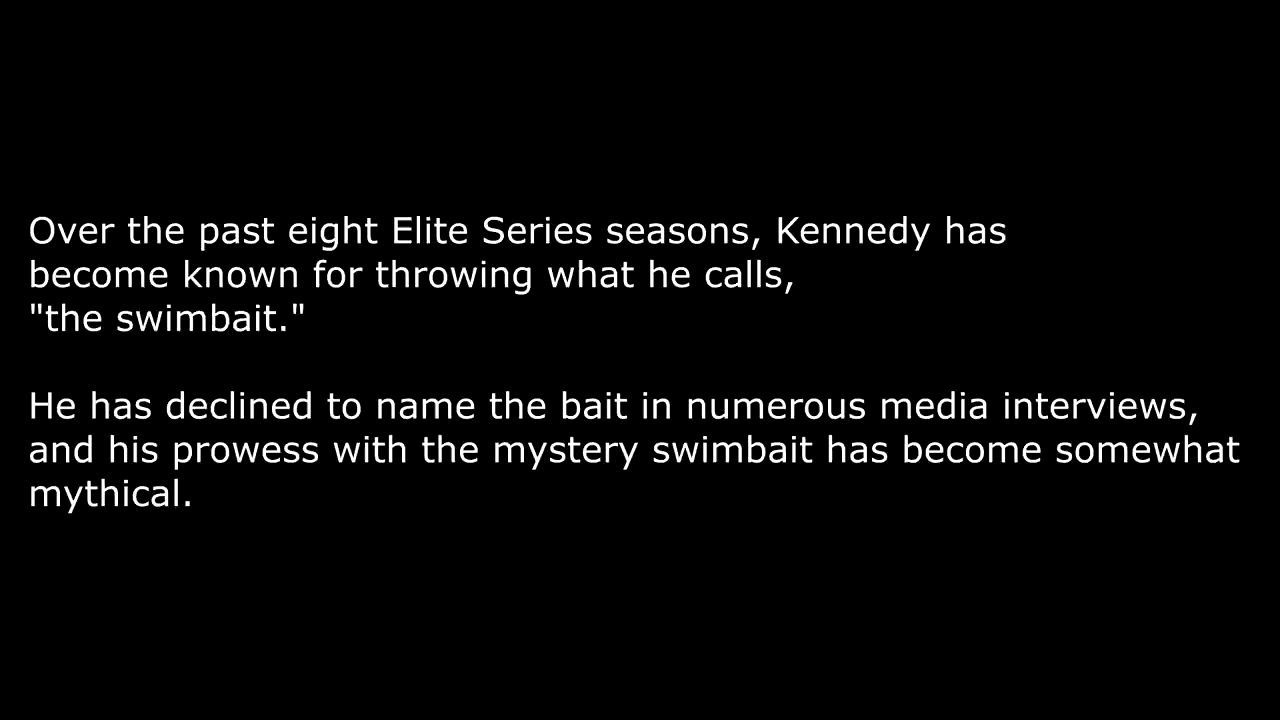 Over the past eight Elite Series seasons, Kennedy has
become known for throwing what he calls,
"the swimbait."
He has declined to name the bait in numerous media interviews,
and his prowess with the mystery swimbait has become somewhat
mythical.